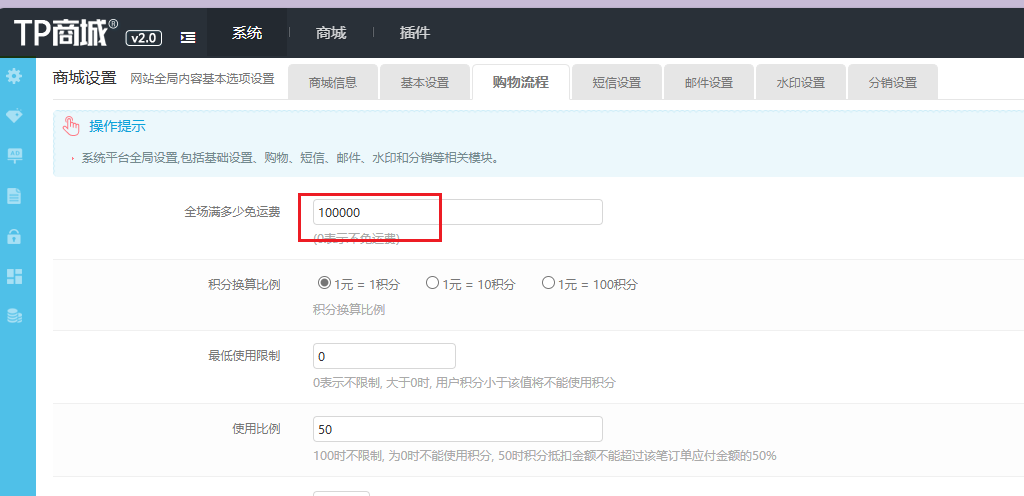 TP商城® v2.0 系统 商城 插件
商城设置 网站全局内容基本选项设置 商城信息 基本设置 购物流程 短信设置 邮件设置 水印设置 分销设置
操作提示
系统平台全局设置,包括基础设置、购物、短信、邮件、水印和分销等相关模块。
全场满多少免运费 100000
(0表示不免运费)
积分换算比例 1元 = 1积分 1元 = 10积分 1元 = 100积分
积分换算比例
最低使用限制 0
0表示不限制, 大于0时, 用户积分小于该值将不能使用积分
使用比例 50
100时不限制, 为0时不能使用积分, 50时积分抵扣金额不能超过该笔订单应付金额的50%